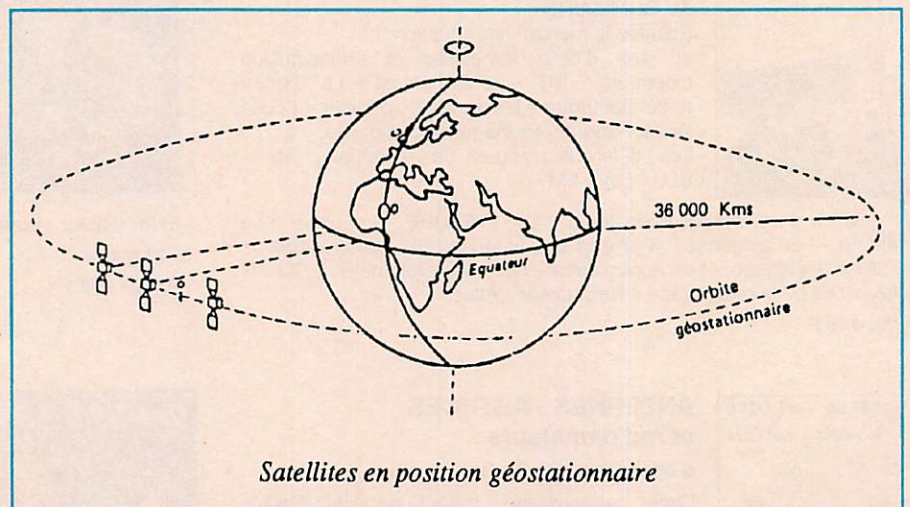 36 000 Kms
Equateur
Orbite
géostationnaire
Satellites en position géostationnaire